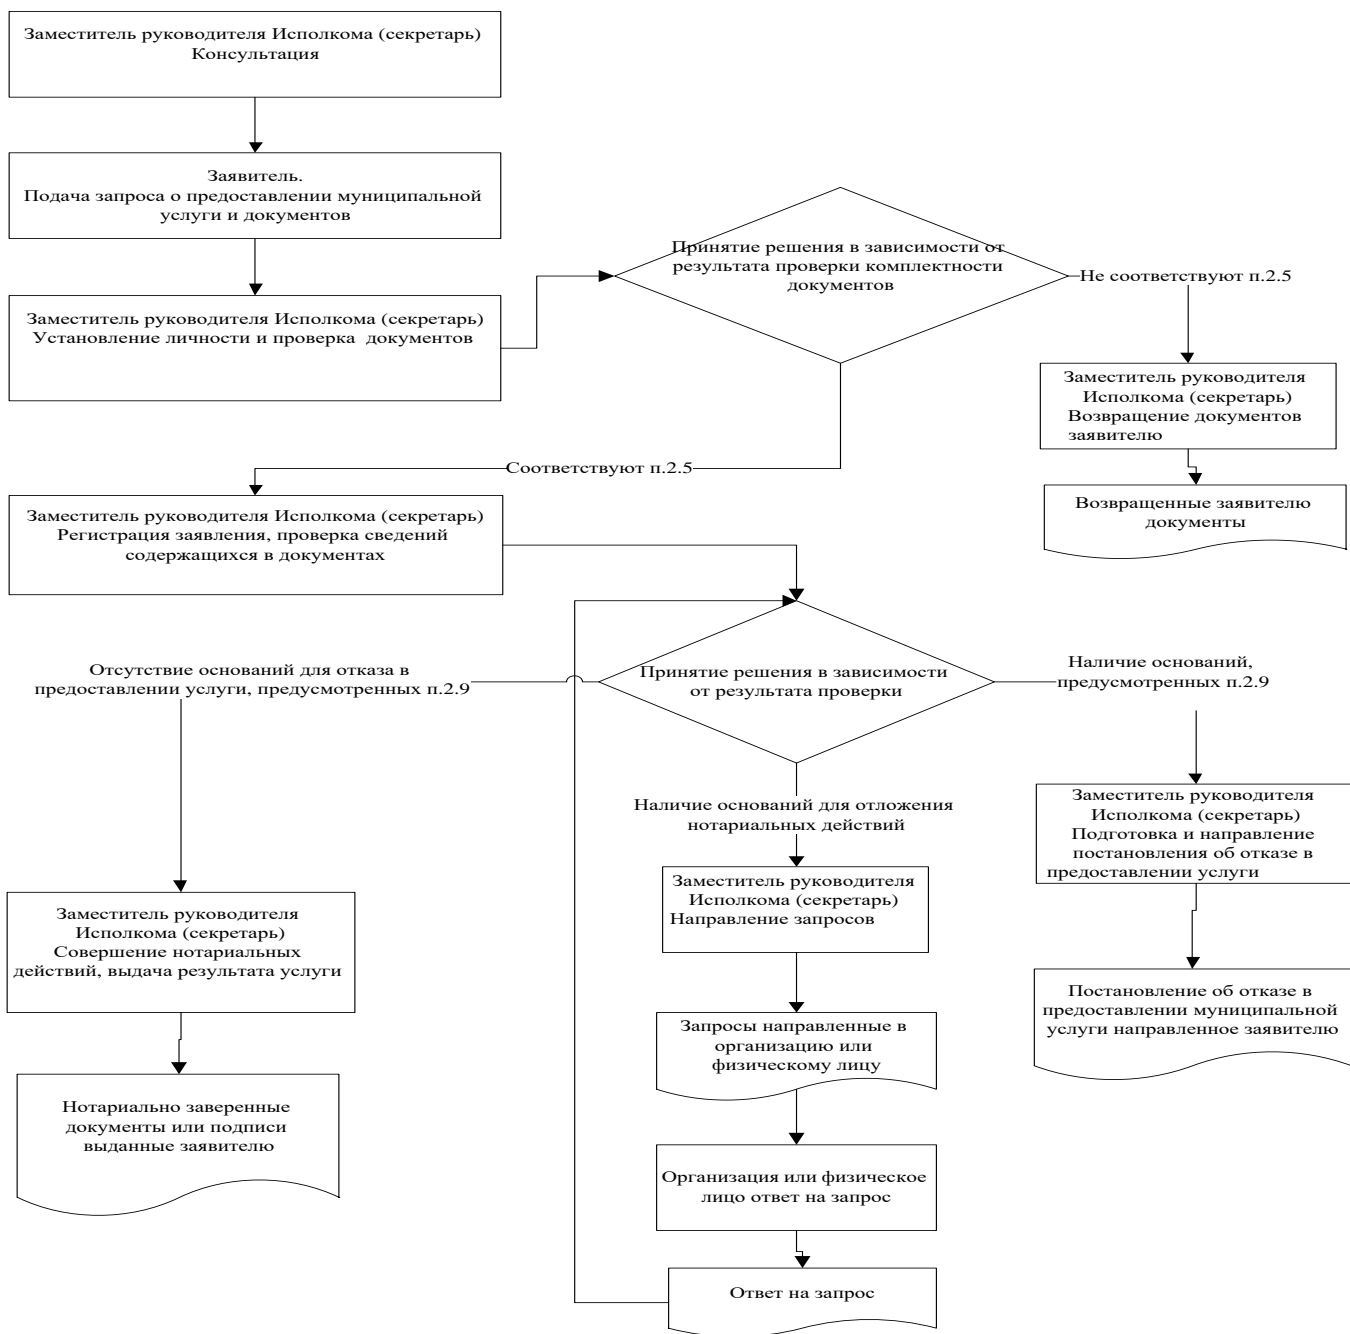 Заместитель руководителя Исполкома (секретарь)
Консультация
Заявитель.
Подача запроса о предоставлении муниципальной
услуги и документов
Заместитель руководителя Исполкома (секретарь)
Установление личности и проверка документов
Принятие решения в зависимости от
результата проверки комплектности
документов
Не соответствуют п.2.5
Заместитель руководителя
Исполкома (секретарь)
Возвращение документов
заявителю
Возвращенные заявителю
документы
Соответствуют п.2.5
Заместитель руководителя Исполкома (секретарь)
Регистрация заявления, проверка сведений
содержащихся в документах
Принятие решения в зависимости
от результата проверки
Отсутствие оснований для отказа в
предоставлении услуги, предусмотренных п.2.9
Наличие оснований,
предусмотренных п.2.9
Наличие оснований для отложения
нотариальных действий
Заместитель руководителя
Исполкома (секретарь)
Совершение нотариальных
действий, выдача результата услуги
Нотариально заверенные
документы или подписи
выданные заявителю
Заместитель руководителя
Исполкома (секретарь)
Направление запросов
Запросы направленные в
организацию или
физическому лицу
Организация или физическое
лицо ответ на запрос
Ответ на запрос
Заместитель руководителя
Исполкома (секретарь)
Подготовка и направление
постановления об отказе в
предоставлении услуги
Постановление об отказе в
предоставлении муниципальной
услуги направленное заявителю